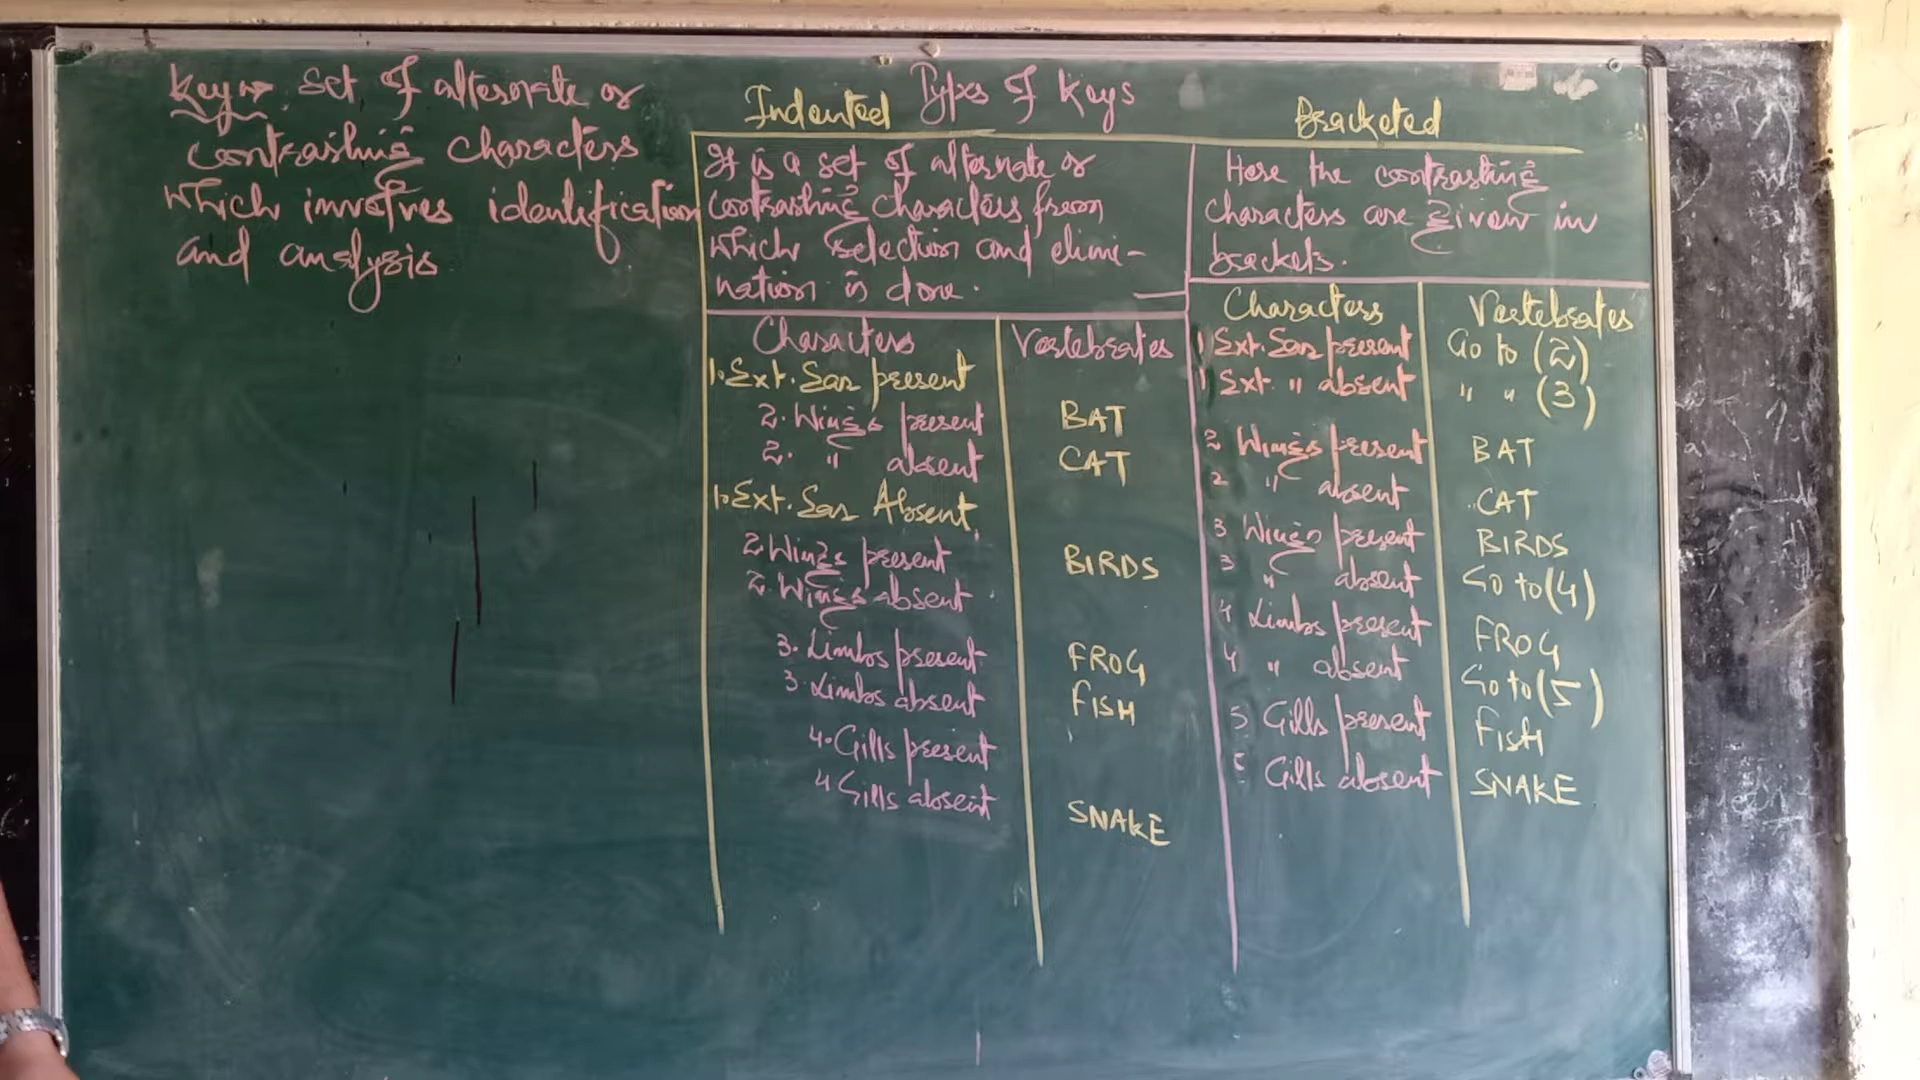 Key → set of alternate or
contrasting characters
which involves identification
and analysis
Types of Keys
Indented
It is a set of alternate or
contrasting characters from
which selection and elimi-
nation is done.
Characters Vertebrates
1. Ext. Ear present
2. Wings present BAT
2. " absent CAT
1. Ext. Ear Absent
2. Wings present BIRDS
2. Wings absent
3. Limbs present FROG
3. Limbs absent FISH
4. Gills present
4 Gills absent SNAKE
Bracketed
Here the contrasting
characters are given in
brackets.
Characters Vertebrates
1 Ext. Ear present Go to (2)
1 Ext. " absent " " (3)
2 Wings present BAT
2 " absent CAT
3 Wings present BIRDS
3 " absent Go to (4)
4 Limbs present FROG
4 " absent Go to (5)
5 Gills present FisH
5 Gills absent SNAKE